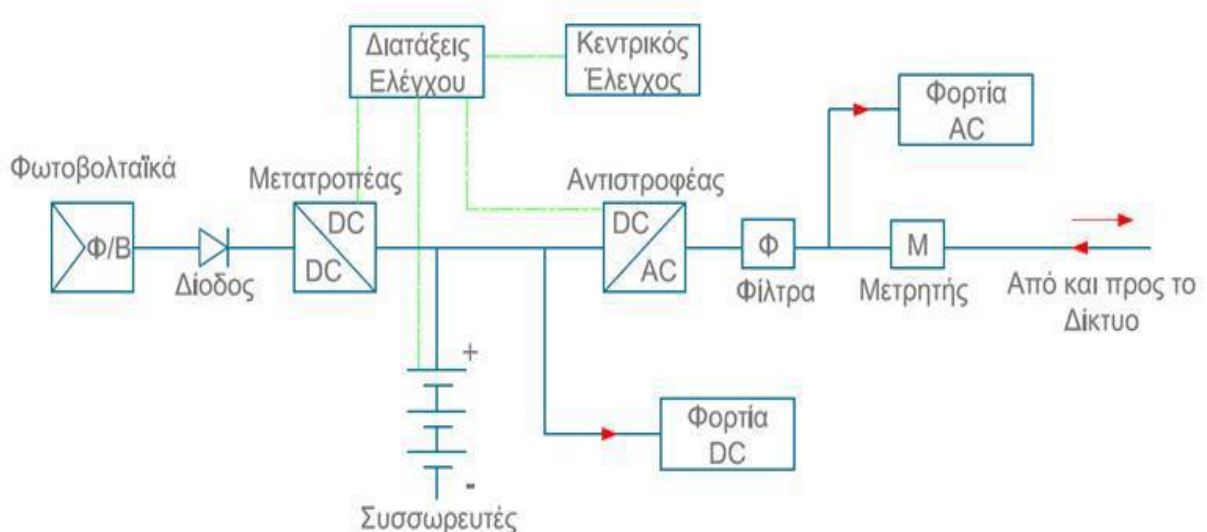 Διατάξεις
Ελέγχου
Κεντρικός
Έλεγχος
Φορτία
AC
Φωτοβολταϊκά
Μετατροπέας
Αντιστροφέας
Φ/Β
DC
DC
DC
AC
Φ
Μ
Δίοδος
Φίλτρα
Μετρητής
Από και προς το
Δίκτυο
+
Φορτία
DC
-
Συσσωρευτές